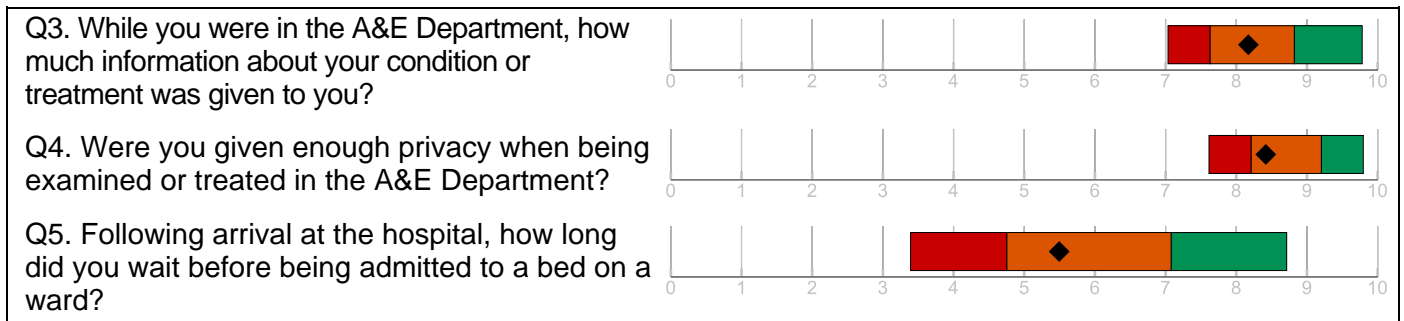 Q3. While you were in the A&E Department, how
much information about your condition or
treatment was given to you?
0 1 2 3 4 5 6 7 8 9 10
Q4. Were you given enough privacy when being
examined or treated in the A&E Department?
0 1 2 3 4 5 6 7 8 9 10
Q5. Following arrival at the hospital, how long
did you wait before being admitted to a bed on a
ward?
0 1 2 3 4 5 6 7 8 9 10